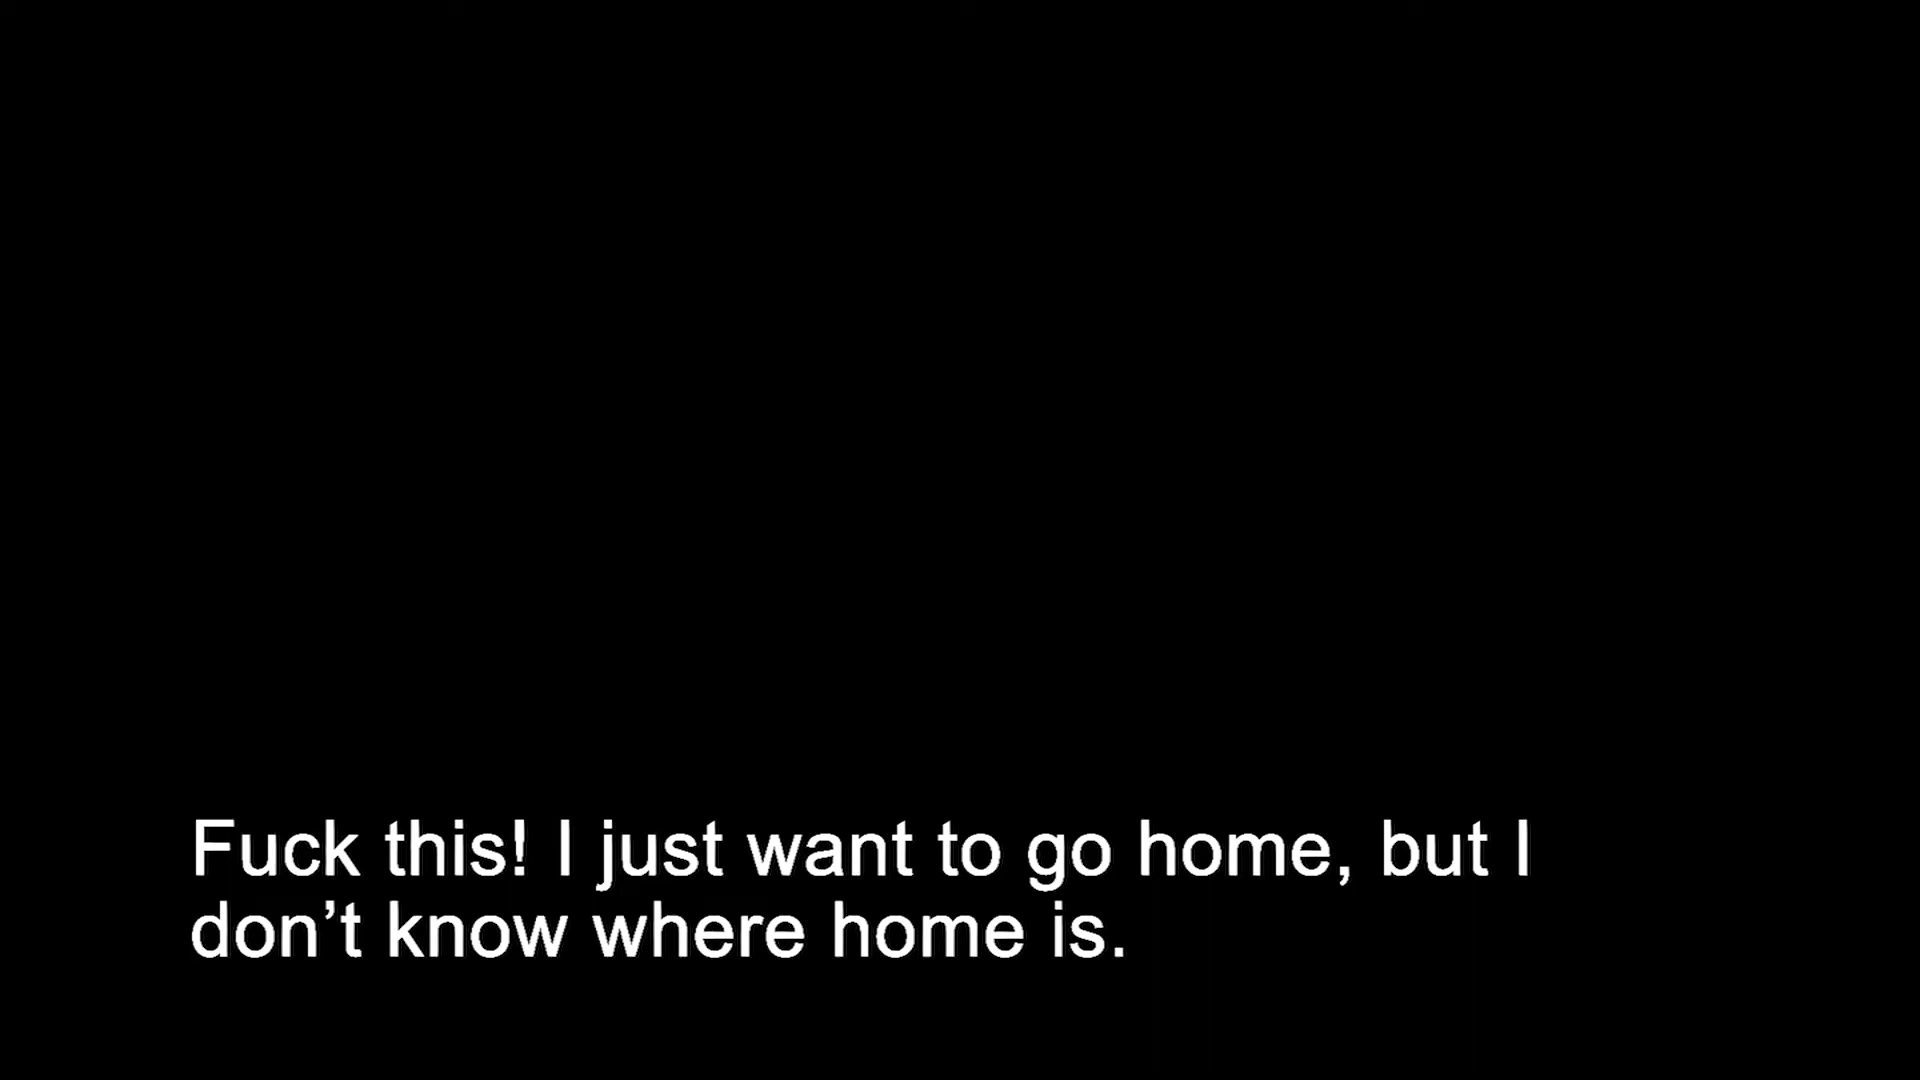 Fuck this! I just want to go home, but I
don’t know where home is.